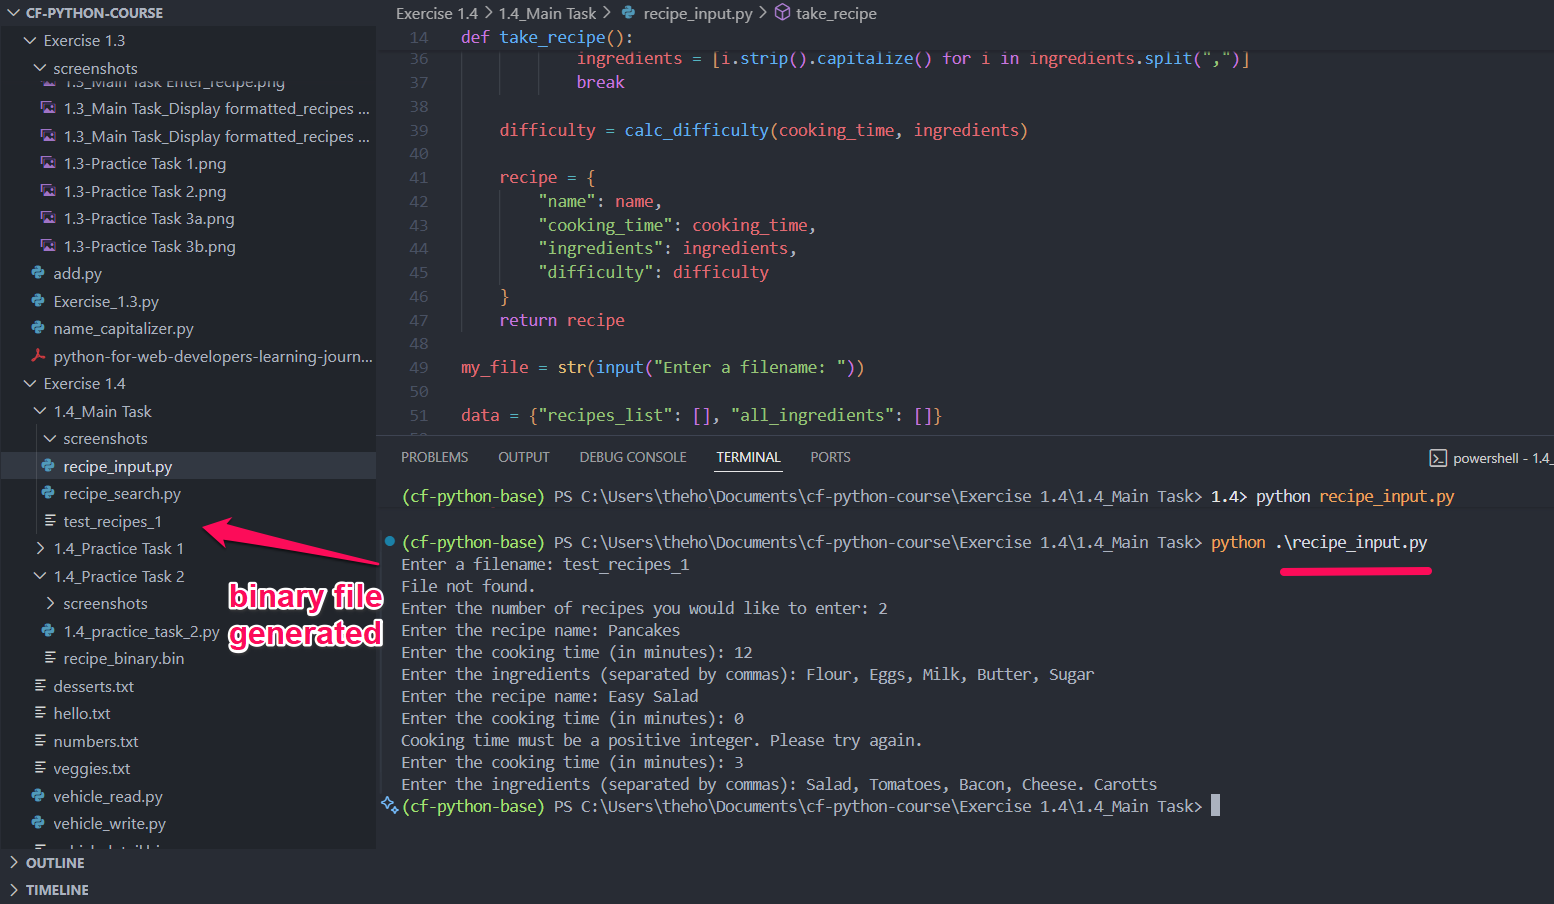 CF-PYTHON-COURSE
Exercise 1.3
screenshots
1.3_Main Task Enter_recipe.png
1.3_Main Task_Display formatted_recipes ...
1.3_Main Task_Display formatted_recipes ...
1.3-Practice Task 1.png
1.3-Practice Task 2.png
1.3-Practice Task 3a.png
1.3-Practice Task 3b.png
add.py
Exercise_1.3.py
name_capitalizer.py
python-for-web-developers-learning-journ...
Exercise 1.4
1.4_Main Task
screenshots
recipe_input.py
recipe_search.py
test_recipes_1
1.4_Practice Task 1
1.4_Practice Task 2
screenshots
1.4_practice_task_2.py
recipe_binary.bin
desserts.txt
hello.txt
numbers.txt
veggies.txt
vehicle_read.py
vehicle_write.py
OUTLINE
TIMELINE
binary file
generated
Exercise 1.4 > 1.4_Main Task > recipe_input.py > take_recipe
14 def take_recipe():
36 ingredients = [i.strip().capitalize() for i in ingredients.split(",")]
37 break
38
39 difficulty = calc_difficulty(cooking_time, ingredients)
40
41 recipe = {
42 "name": name,
43 "cooking_time": cooking_time,
44 "ingredients": ingredients,
45 "difficulty": difficulty
46 }
47 return recipe
48
49 my_file = str(input("Enter a filename: "))
50
51 data = {"recipes_list": [], "all_ingredients": []}
PROBLEMS OUTPUT DEBUG CONSOLE TERMINAL PORTS powershell - 1.4_
(cf-python-base) PS C:\Users\theho\Documents\cf-python-course\Exercise 1.4\1.4_Main Task> 1.4> python recipe_input.py
(cf-python-base) PS C:\Users\theho\Documents\cf-python-course\Exercise 1.4\1.4_Main Task> python .\recipe_input.py
Enter a filename: test_recipes_1
File not found.
Enter the number of recipes you would like to enter: 2
Enter the recipe name: Pancakes
Enter the cooking time (in minutes): 12
Enter the ingredients (separated by commas): Flour, Eggs, Milk, Butter, Sugar
Enter the recipe name: Easy Salad
Enter the cooking time (in minutes): 0
Cooking time must be a positive integer. Please try again.
Enter the cooking time (in minutes): 3
Enter the ingredients (separated by commas): Salad, Tomatoes, Bacon, Cheese. Carotts
(cf-python-base) PS C:\Users\theho\Documents\cf-python-course\Exercise 1.4\1.4_Main Task>